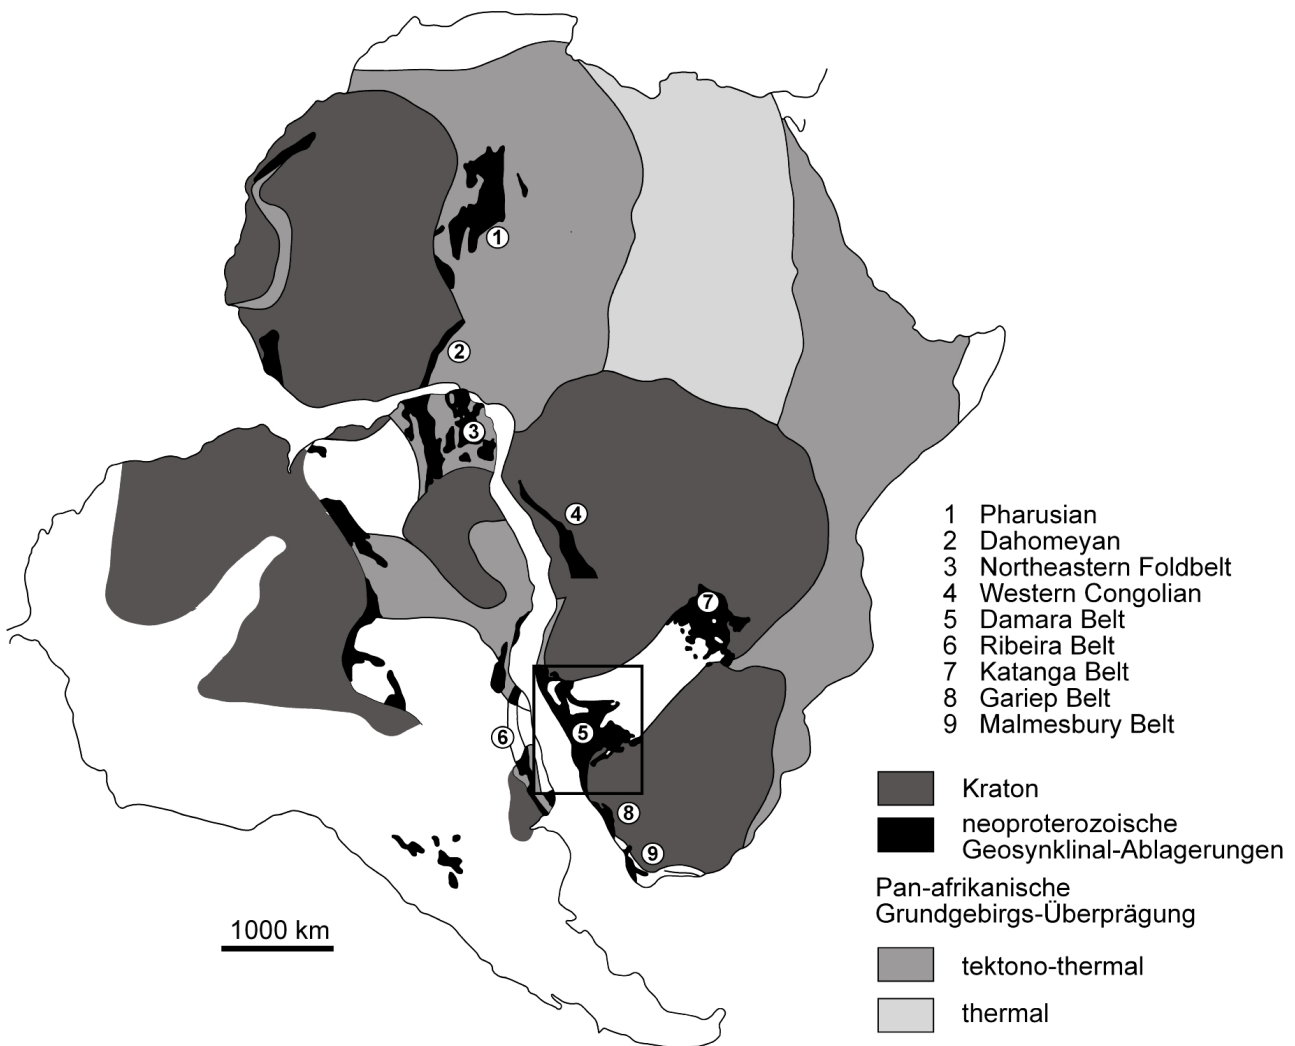 1
2
3
4
7
5
6
8
9
1 Pharusian
2 Dahomeyan
3 Northeastern Foldbelt
4 Western Congolian
5 Damara Belt
6 Ribeira Belt
7 Katanga Belt
8 Gariep Belt
9 Malmesbury Belt
Kraton
neoproterozoische
Geosynklinal-Ablagerungen
Pan-afrikanische
Grundgebirgs-Überprägung
tektono-thermal
thermal
1000 km